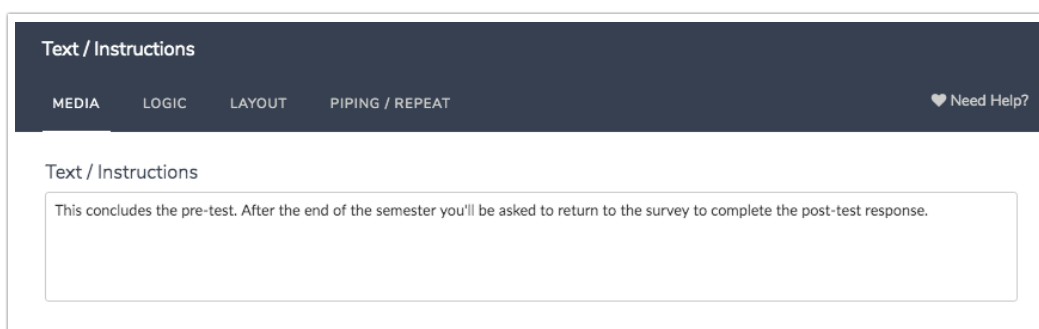 Text / Instructions
MEDIA LOGIC LAYOUT PIPING / REPEAT Need Help?
Text / Instructions
This concludes the pre-test. After the end of the semester you'll be asked to return to the survey to complete the post-test response.